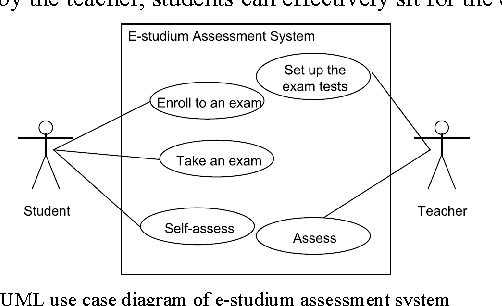 by the teacher, students can effectively sit for the
E-studium Assessment System
Set up the
exam tests
Enroll to an exam
Take an exam
Student
Teacher
Self-assess
Assess
UML use case diagram of e-studium assessment system